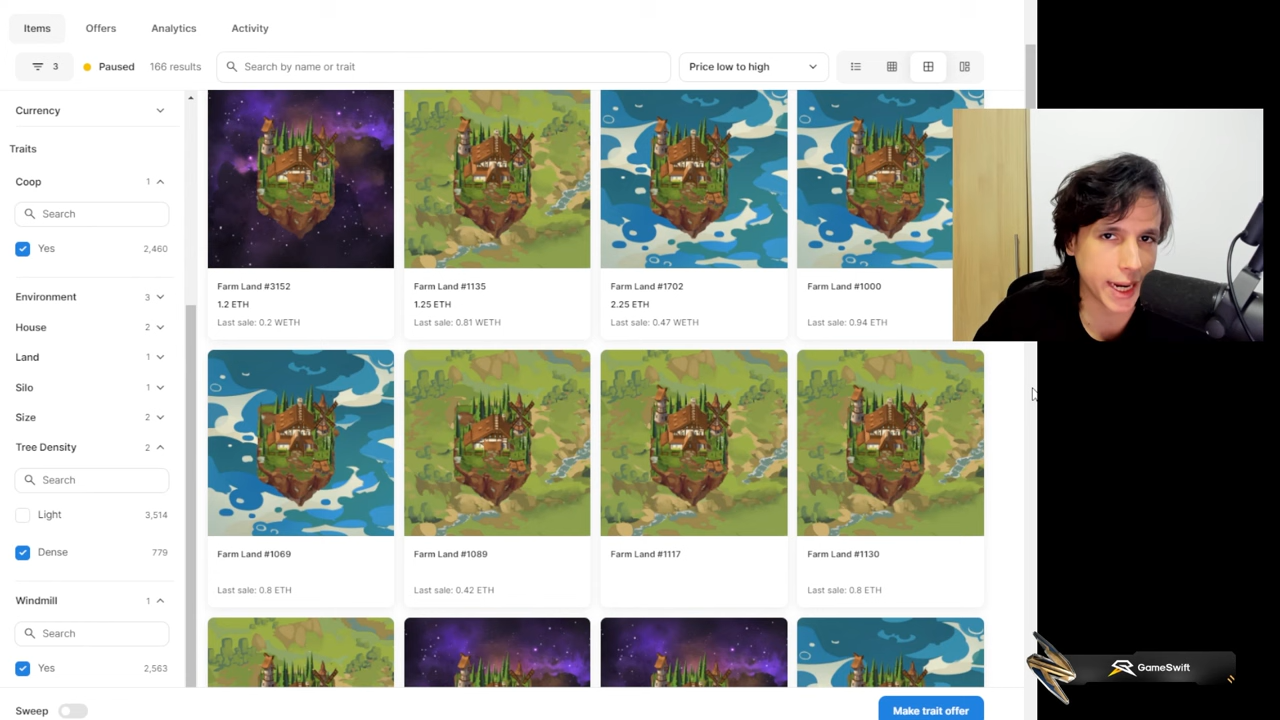 Items Offers Analytics Activity
3 Paused 166 results Search by name or trait Price low to high
Currency
Traits
Coop 1
Search
Yes 2,460
Environment 3
House 2
Land 1
Silo 1
Size 2
Tree Density 2
Search
Light 3,514
Dense 779
Windmill 1
Search
Yes 2,563
Sweep
Farm Land #3152
1.2 ETH
Last sale: 0.2 WETH
Farm Land #1135
1.25 ETH
Last sale: 0.81 WETH
Farm Land #1702
2.25 ETH
Last sale: 0.47 WETH
Farm Land #1000
Last sale: 0.94 ETH
Farm Land #1069
Last sale: 0.8 ETH
Farm Land #1089
Last sale: 0.42 ETH
Farm Land #1117
Farm Land #1130
Last sale: 0.8 ETH
Make trait offer
GameSwift